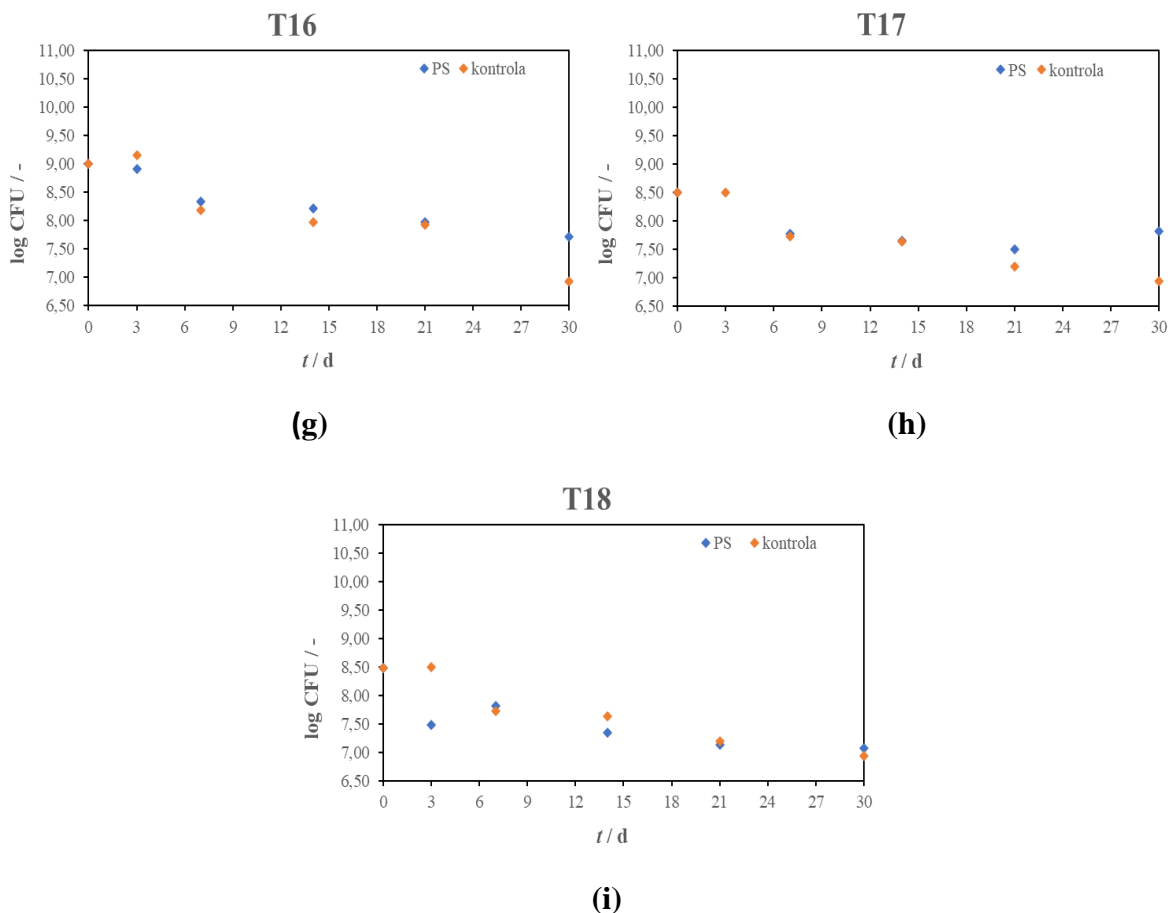 T16
11,00
10,50
10,00
9,50
9,00
8,50
8,00
7,50
7,00
6,50
log CFU / -
PS kontrola
0 3 6 9 12 15 18 21 24 27 30
t / d
(g)
T17
11,00
10,50
10,00
9,50
9,00
8,50
8,00
7,50
7,00
6,50
log CFU / -
PS kontrola
0 3 6 9 12 15 18 21 24 27 30
t / d
(h)
T18
11,00
10,50
10,00
9,50
9,00
8,50
8,00
7,50
7,00
6,50
log CFU / -
PS kontrola
0 3 6 9 12 15 18 21 24 27 30
t / d
(i)